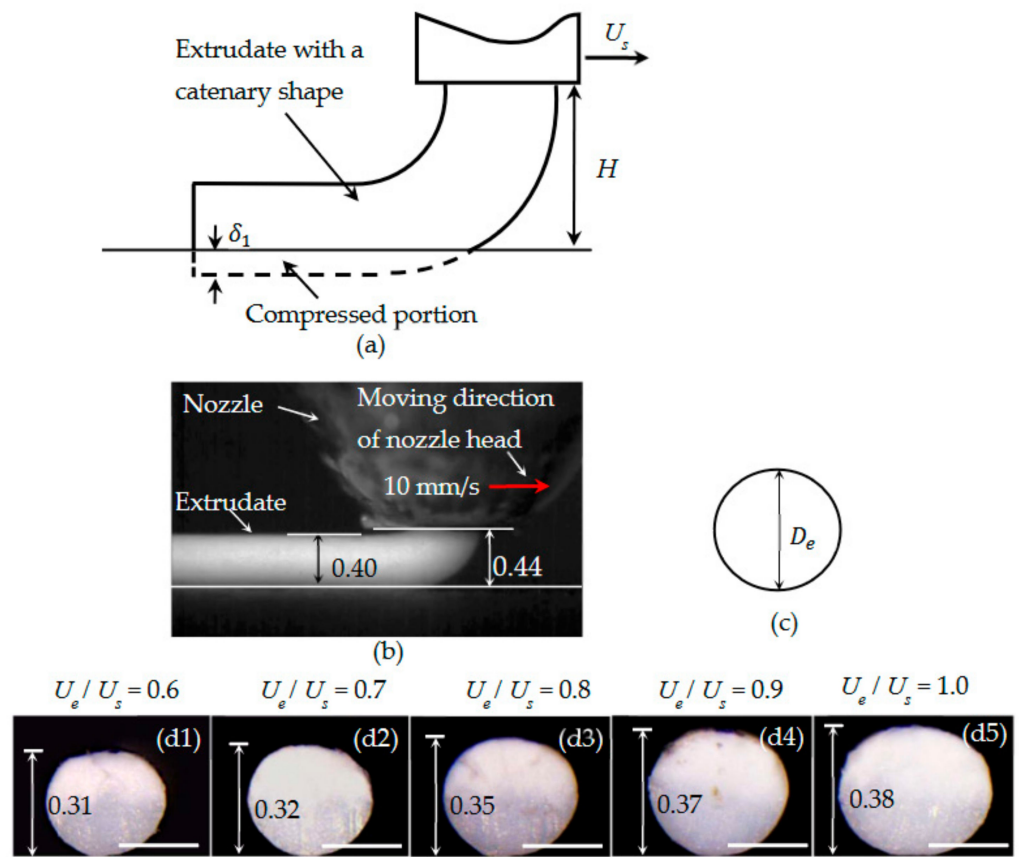 Extrudate with a
catenary shape
U_s
H
δ₁
Compressed portion
(a)
Nozzle
Moving direction
of nozzle head
10 mm/s
Extrudate
0.40
0.44
(b)
D_e
(c)
U_e / U_s = 0.6
U_e / U_s = 0.7
U_e / U_s = 0.8
U_e / U_s = 0.9
U_e / U_s = 1.0
(d1)
0.31
(d2)
0.32
(d3)
0.35
(d4)
0.37
(d5)
0.38